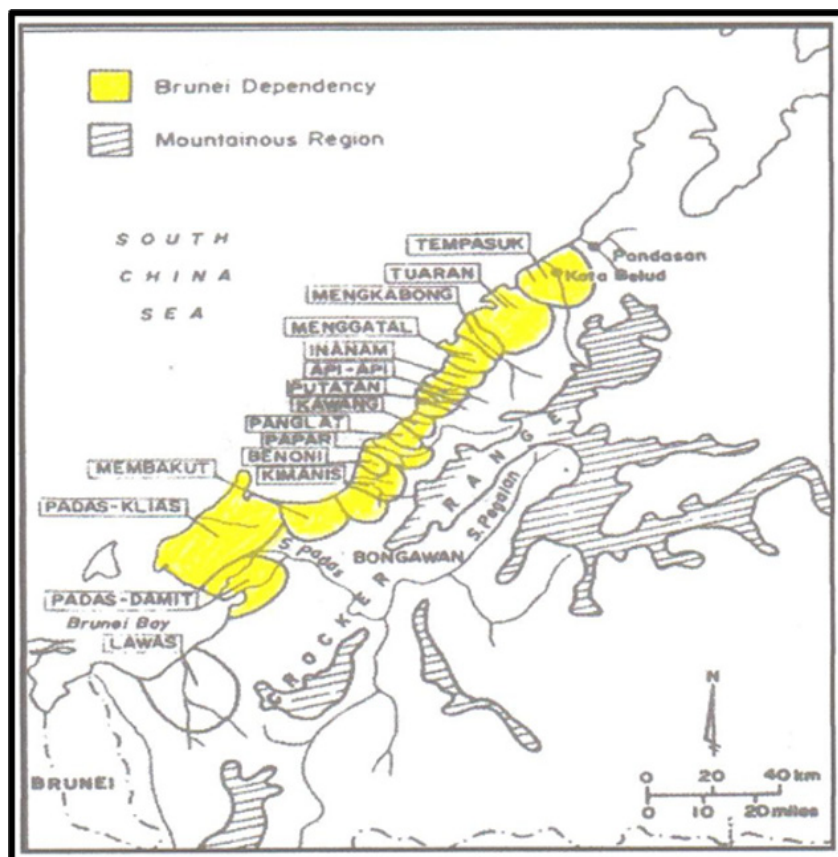 Brunei Dependency
Mountainous Region
SOUTH
CHINA
SEA
TEMPASUK
Pandasan
TUARAN
Kota Belud
MENGKABONG
MENGGATAL
INANAM
API-API
PUTATAN
KAWANG
PANGLAT
PAPAR
BENONI
KIMANIS
MEMBAKUT
PADAS-KLIAS
S. Padas
BONGAWAN
S. Pegalan
CROCKER RANGE
PADAS-DAMIT
Brunei Bay
LAWAS
BRUNEI
N
0 20 40 km
0 10 20 miles